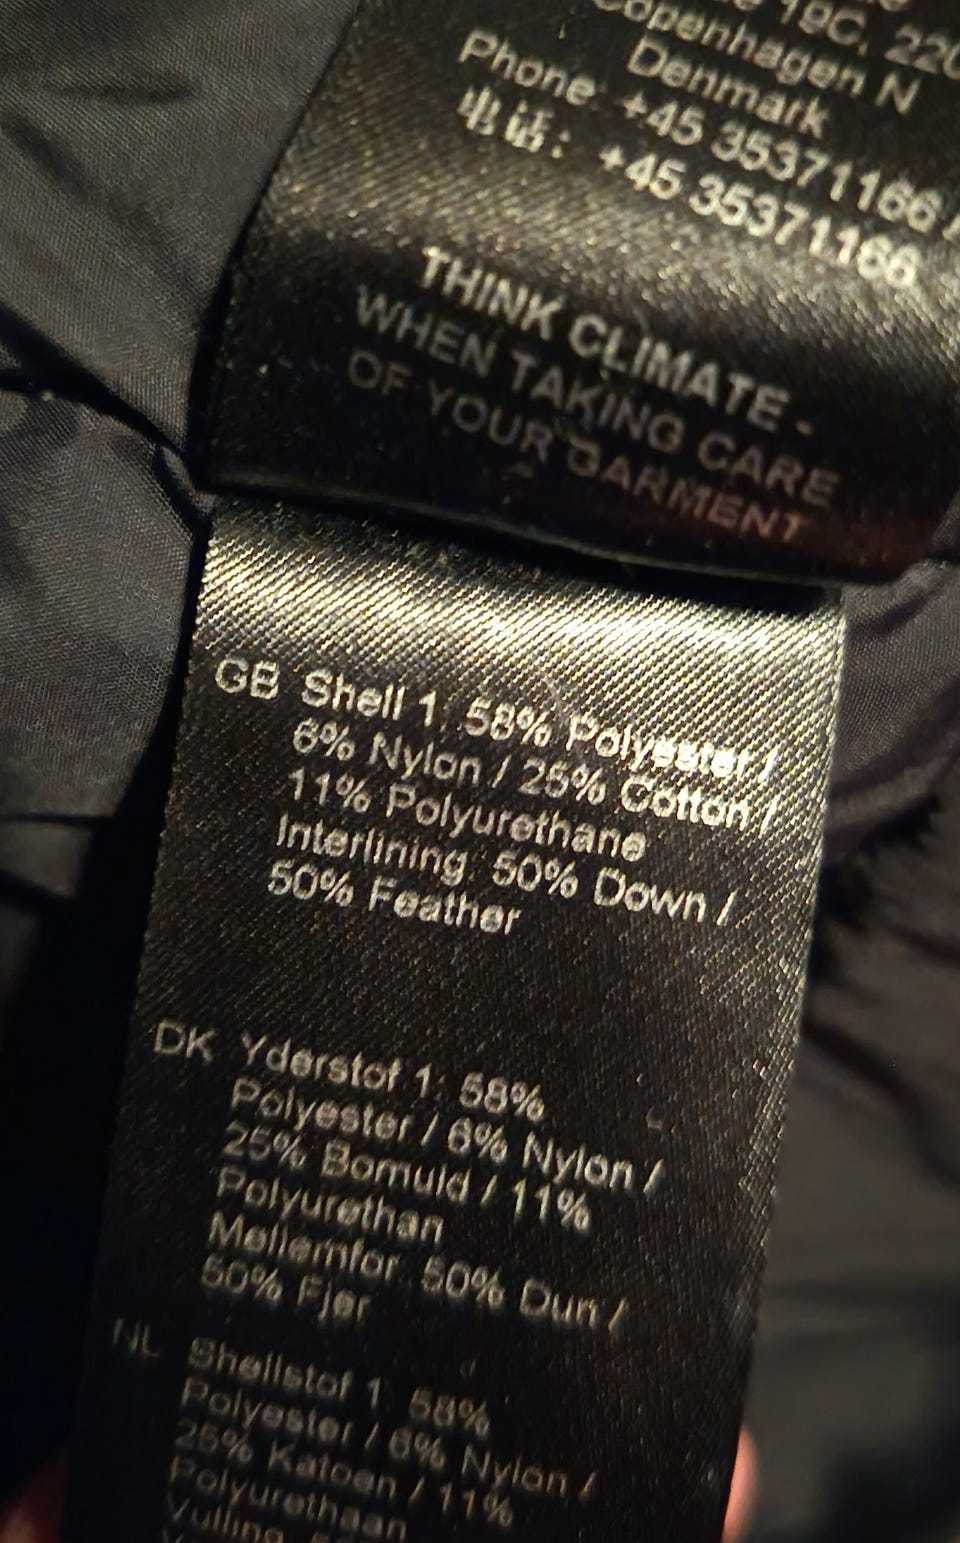 19C, 220
Copenhagen N
Denmark
Phone +45 35371166 /
电话: +45 35371166
THINK CLIMATE -
WHEN TAKING CARE
OF YOUR GARMENT
GB Shell 1: 58% Polyester /
6% Nylon / 25% Cotton /
11% Polyurethane
Interlining: 50% Down /
50% Feather
DK Yderstof 1: 58%
Polyester / 6% Nylon /
25% Bomuld / 11%
Polyurethan
Mellemfor: 50% Dun /
50% Fjer
NL Shellstof 1: 58%
Polyester / 6% Nylon /
25% Katoen / 11%
Polyurethaan
Vulling: